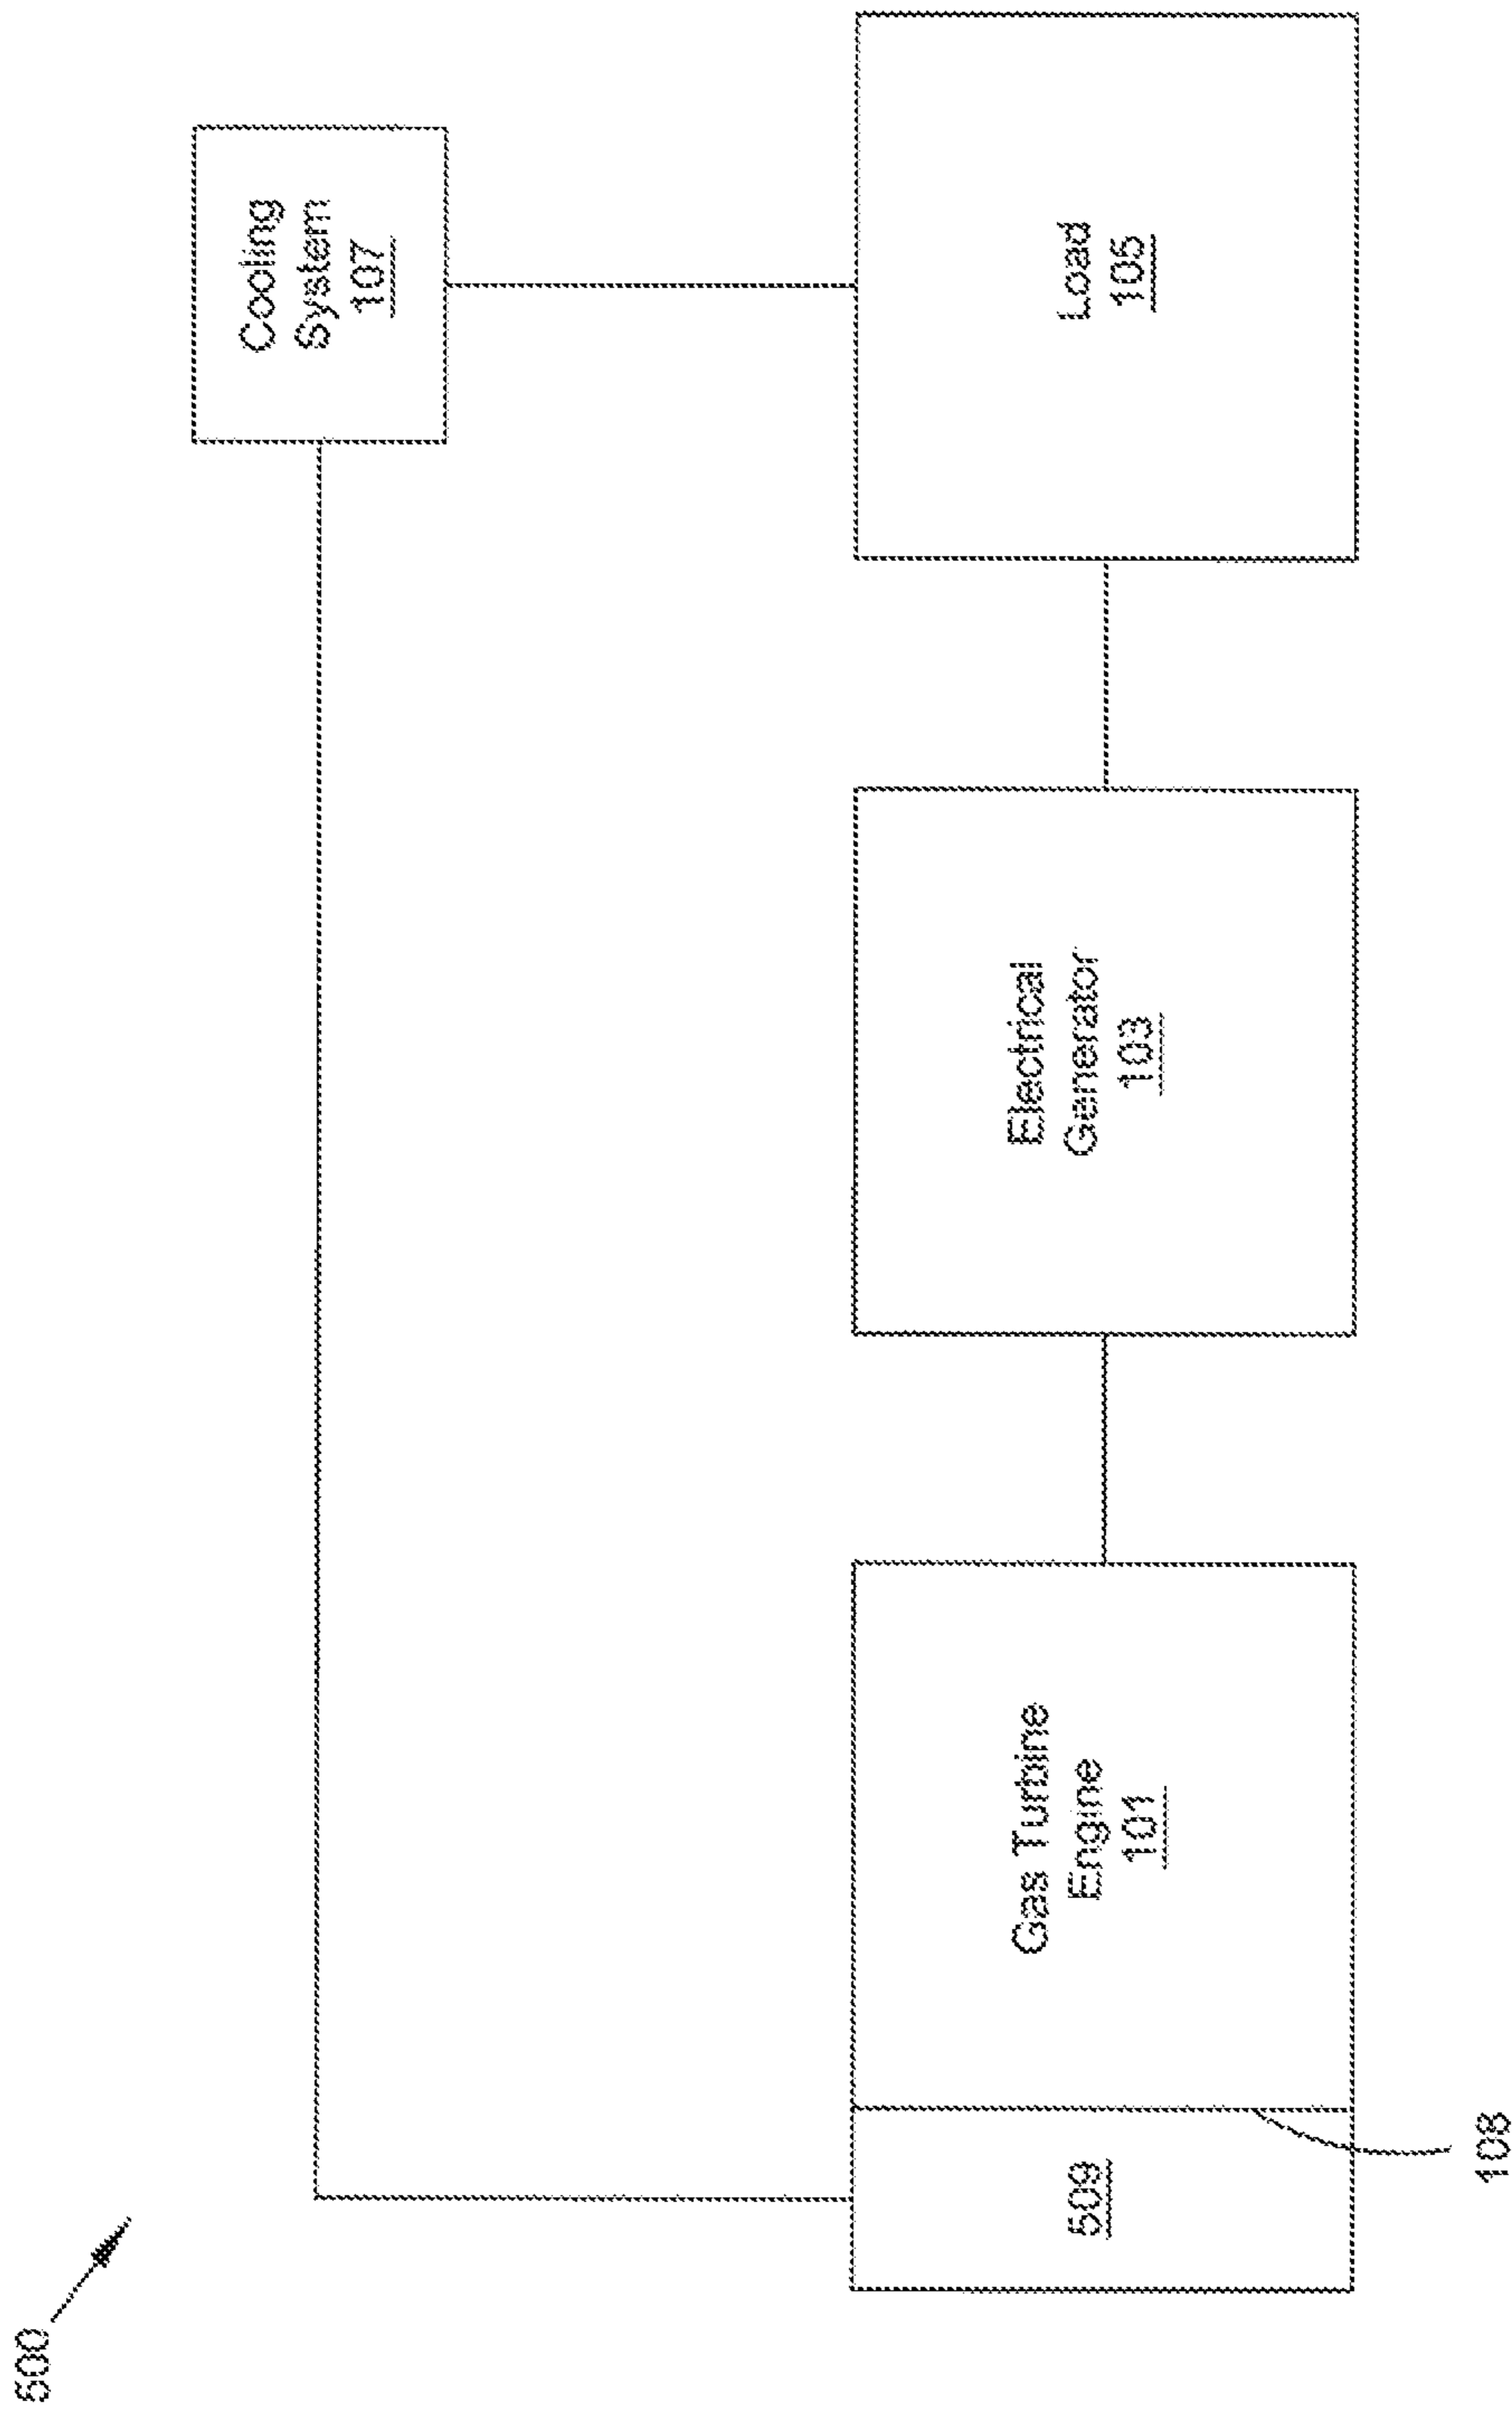 500
Cooling
System
107
509
Gas Turbine
Engine
101
Electrical
Generator
103
Load
105
108